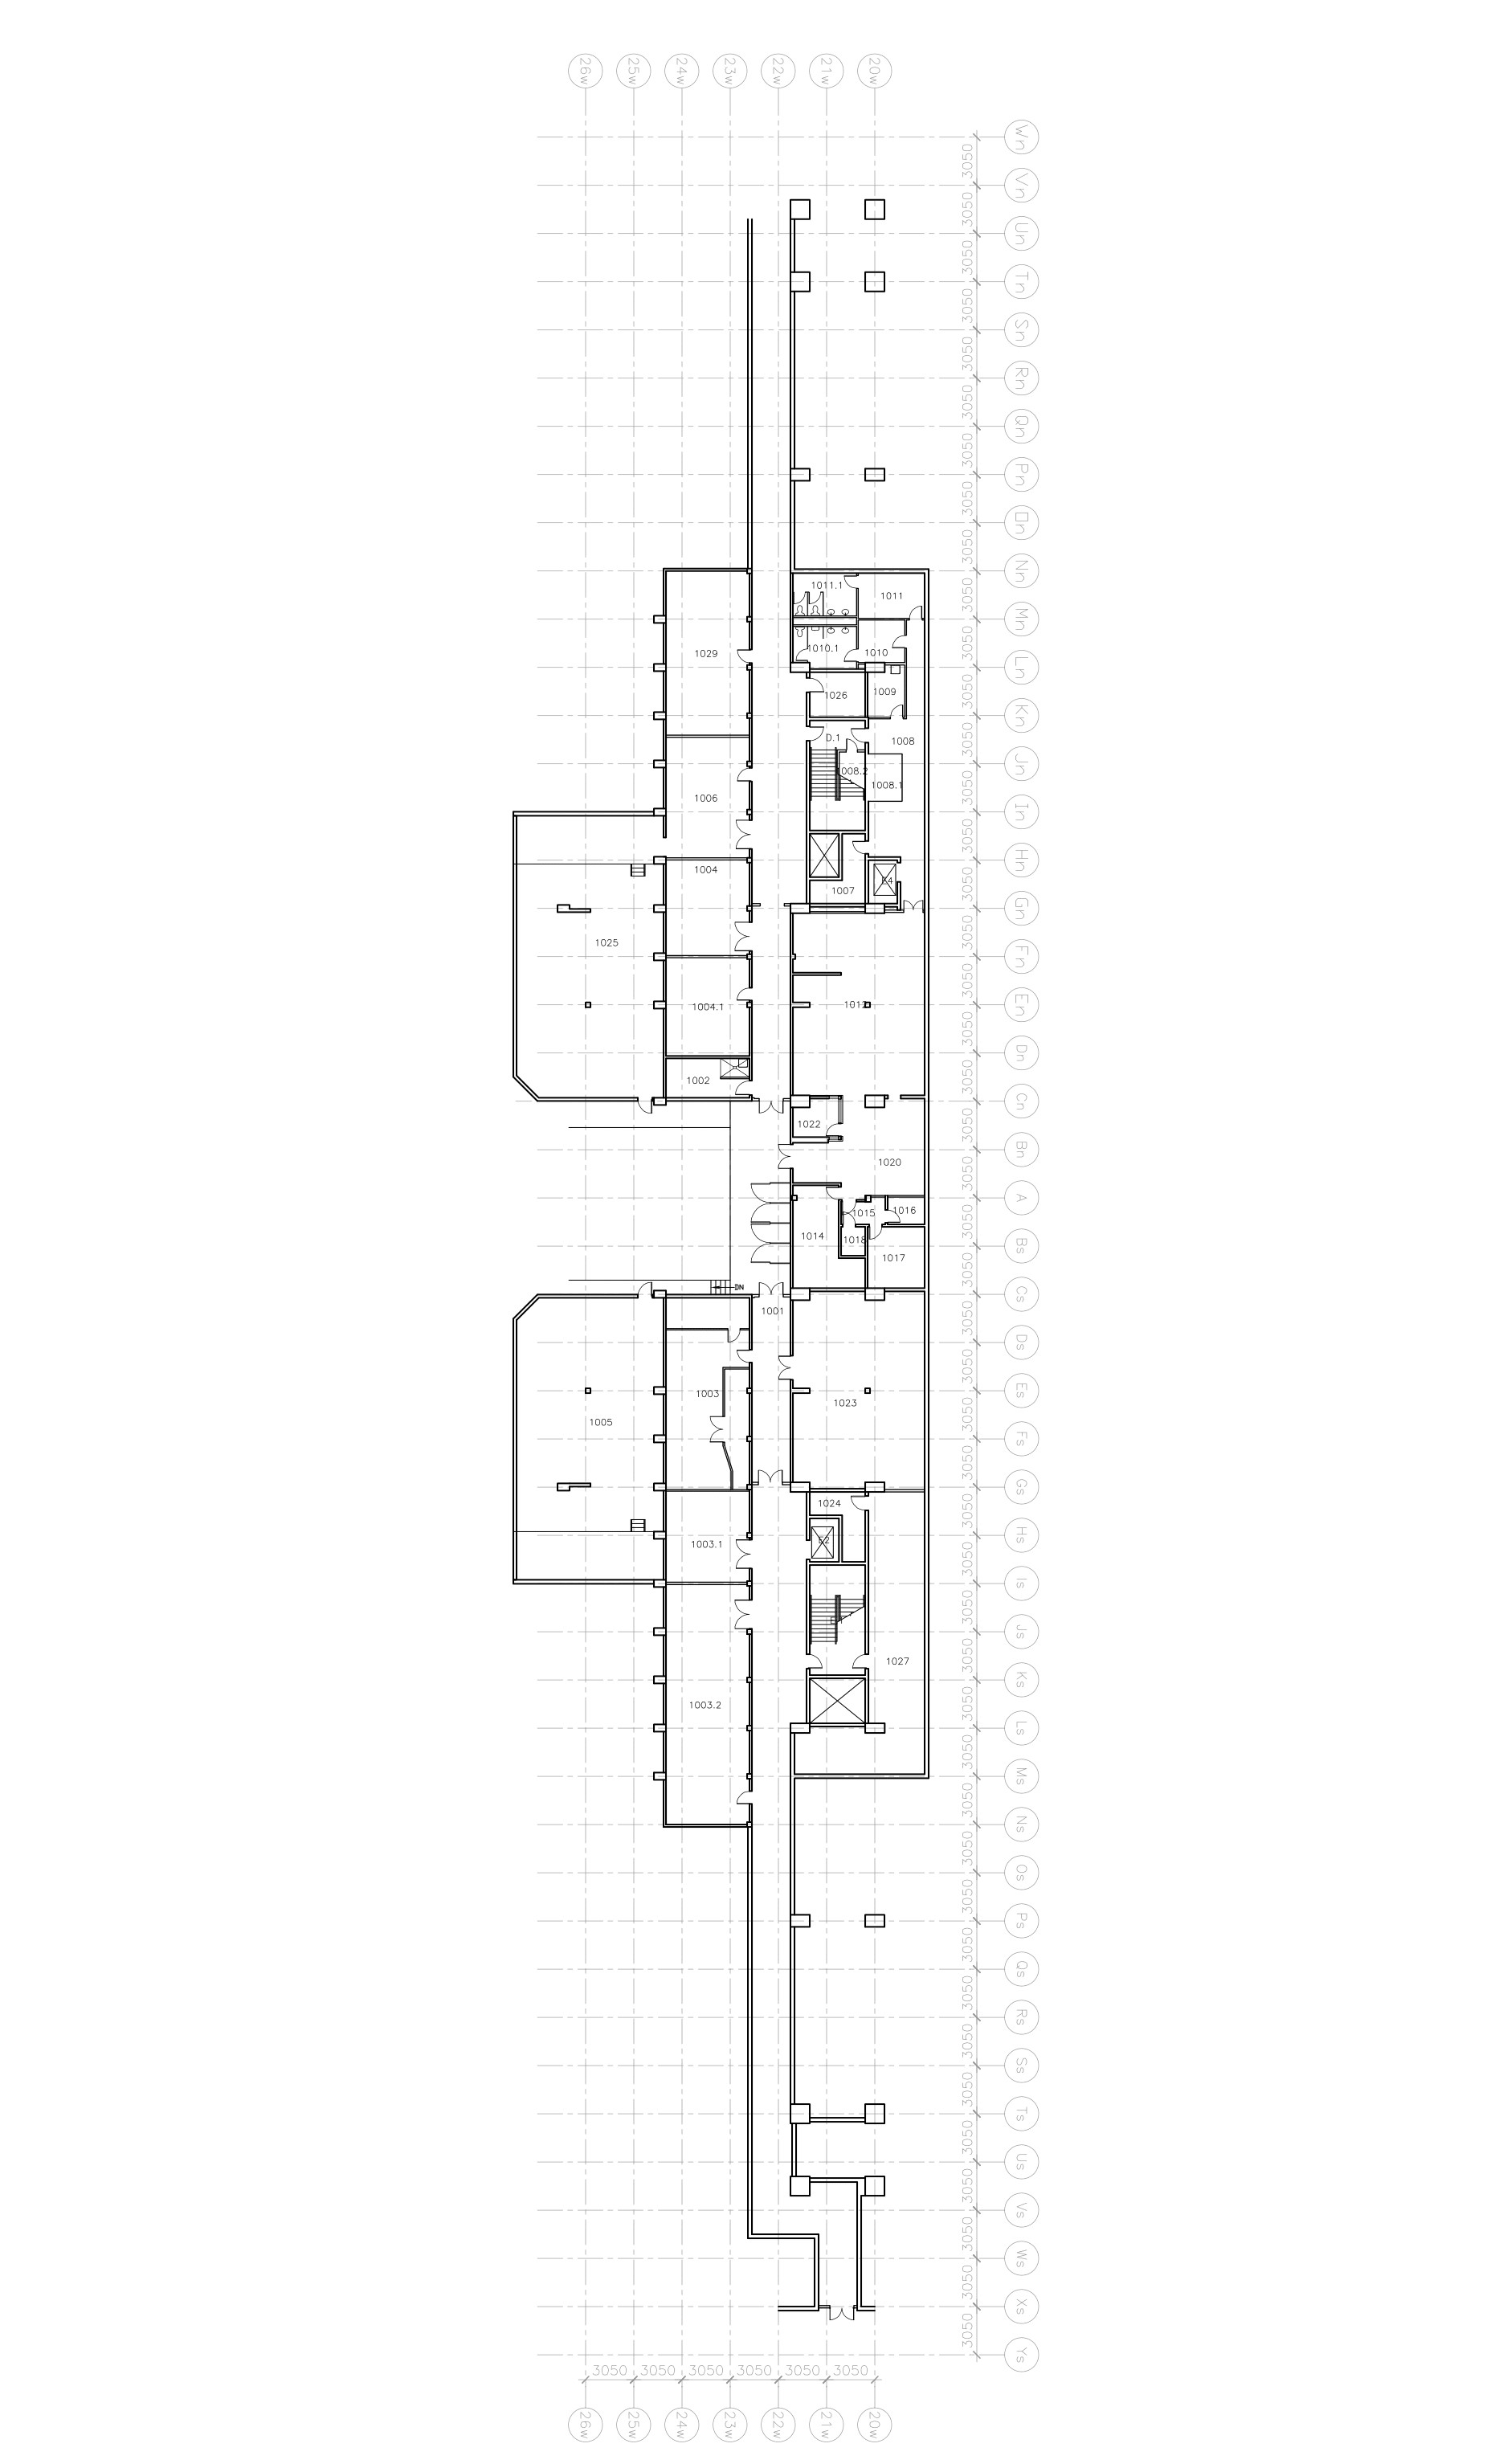 26w 25w 24w 23w 22w 21w 20w
Wn
3050
Vn
3050
Un
3050
Tn
3050
Sn
3050
Rn
3050
Qn
3050
Pn
3050
On
3050
Nn
1011.1
1011
3050
Mn
1010.1
1010
1029
3050
Ln
1026
1009
3050
Kn
D.1
1008
3050
Jn
1008.2
1008.1
1006
3050
In
3050
Hn
1004
E4
1007
3050
Gn
1025
3050
Fn
1004.1
3050
En
3050
Dn
1002
3050
Cn
1022
3050
Bn
1020
3050
A
1015
1016
1014
1018
3050
Bs
1017
3050
DN
Cs
1001
3050
Ds
3050
Es
1003
1023
1005
3050
Fs
3050
Gs
1024
3050
Hs
E2
1003.1
3050
Is
3050
Js
1027
3050
Ks
1003.2
3050
Ls
3050
Ms
3050
Ns
3050
Os
3050
Ps
3050
Qs
3050
Rs
3050
Ss
3050
Ts
3050
Us
3050
Vs
3050
Ws
3050
Xs
3050
Ys
3050 3050 3050 3050 3050 3050
26w 25w 24w 23w 22w 21w 20w